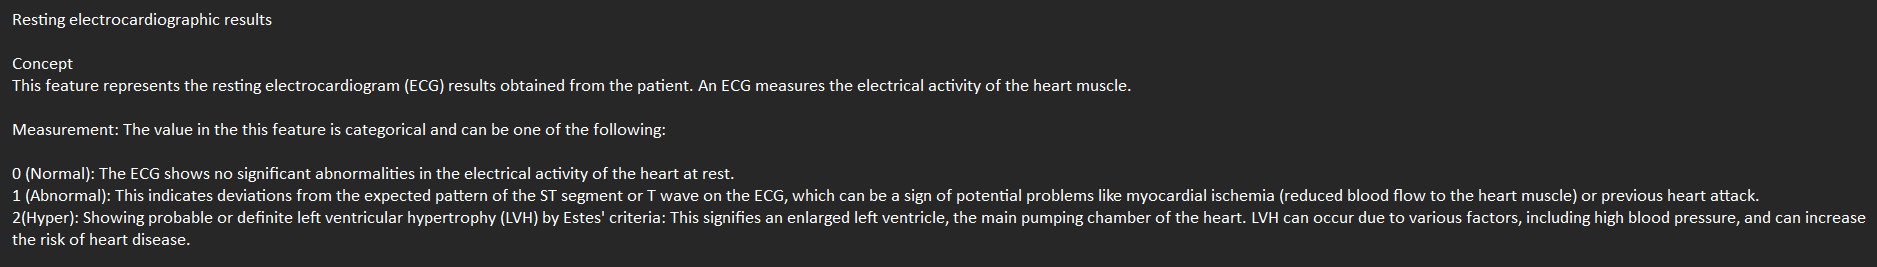 Resting electrocardiographic results
Concept
This feature represents the resting electrocardiogram (ECG) results obtained from the patient. An ECG measures the electrical activity of the heart muscle.
Measurement: The value in the this feature is categorical and can be one of the following:
0 (Normal): The ECG shows no significant abnormalities in the electrical activity of the heart at rest.
1 (Abnormal): This indicates deviations from the expected pattern of the ST segment or T wave on the ECG, which can be a sign of potential problems like myocardial ischemia (reduced blood flow to the heart muscle) or previous heart attack.
2(Hyper): Showing probable or definite left ventricular hypertrophy (LVH) by Estes' criteria: This signifies an enlarged left ventricle, the main pumping chamber of the heart. LVH can occur due to various factors, including high blood pressure, and can increase
the risk of heart disease.